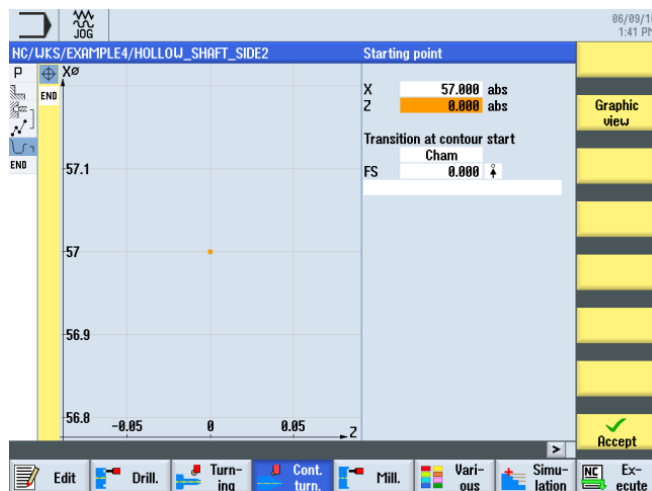 JOG
06/09/1
1:41 PM
NC/WKS/EXAMPLE4/HOLLOW_SHAFT_SIDE2
Starting point
P
END
END
XØ
57.1
57
56.9
56.8
-0.05
0
0.05
Z
X 57.000 abs
Z 0.000 abs
Transition at contour start
Cham
FS 0.000
Graphic
view
Accept
>
Edit
Drill.
Turn-
ing
Cont.
turn.
Mill.
Vari-
ous
Simu-
lation
NC
Ex-
ecute